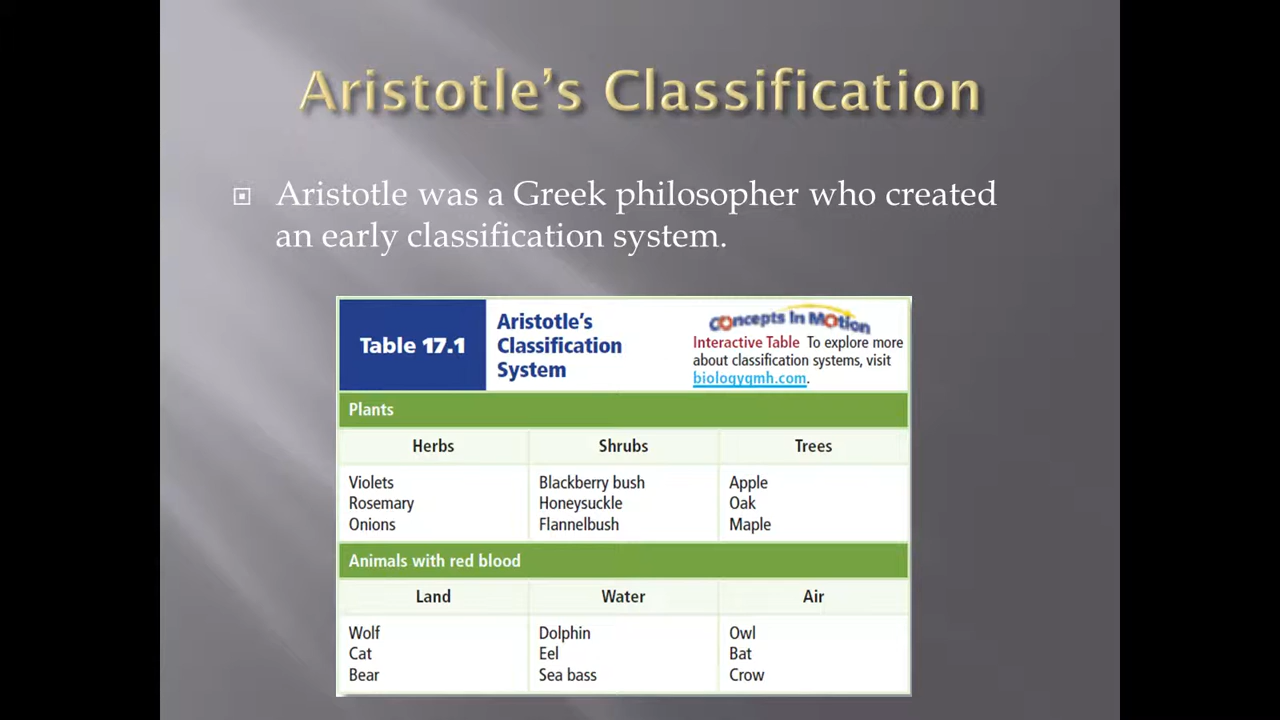 Aristotle's Classification
Aristotle was a Greek philosopher who created
an early classification system.
Table 17.1
Aristotle's
Classification
System
Concepts In Motion
Interactive Table To explore more
about classification systems, visit
biologygmh.com.
Plants
Herbs Shrubs Trees
Violets Blackberry bush Apple
Rosemary Honeysuckle Oak
Onions Flannelbush Maple
Animals with red blood
Land Water Air
Wolf Dolphin Owl
Cat Eel Bat
Bear Sea bass Crow